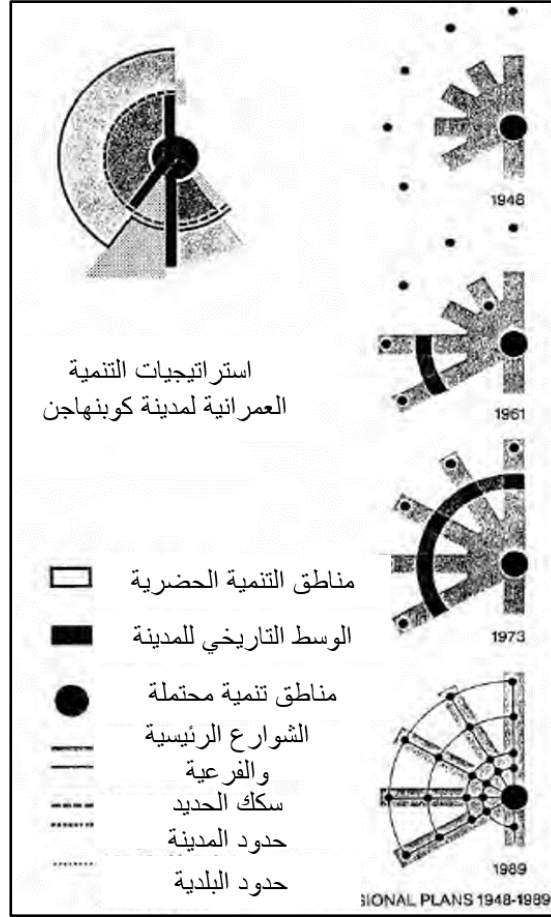 1948
1961
استراتيجيات التنمية
العمرانية لمدينة كوبنهاجن
1973
مناطق التنمية الحضرية
الوسط التاريخي للمدينة
مناطق تنمية محتملة
الشوارع الرئيسية
والفرعية
سكك الحديد
حدود المدينة
حدود البلدية
1989
IONAL PLANS 1948-1989